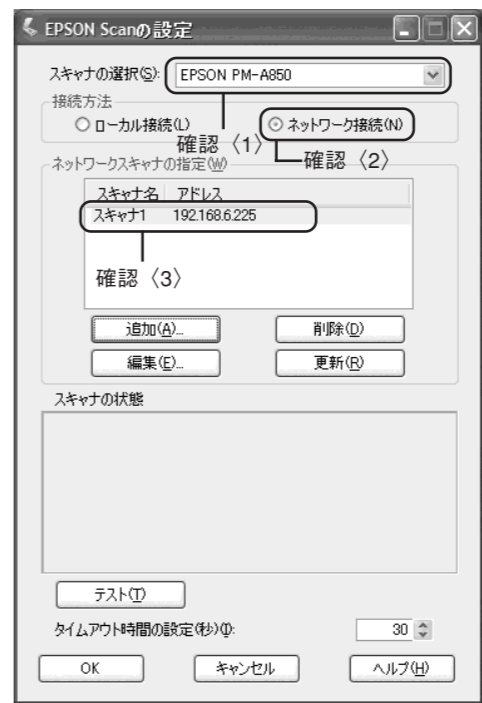 EPSON Scanの設定
スキャナの選択(S): EPSON PM-A850
接続方法
ローカル接続(L) ネットワーク接続(N)
確認〈1〉
確認〈2〉
ネットワークスキャナの指定(W)
スキャナ名 アドレス
スキャナ1 192.168.6.225
確認〈3〉
追加(A)... 削除(D)
編集(E)... 更新(R)
スキャナの状態
テスト(T)
タイムアウト時間の設定(秒)(I): 30
OK キャンセル ヘルプ(H)